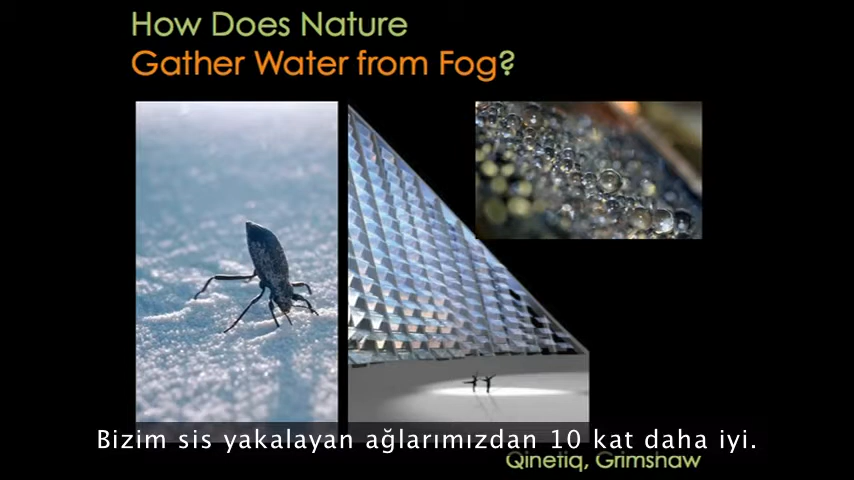 How Does Nature
Gather Water from Fog?
Bizim sis yakalayan ağlarımızdan 10 kat daha iyi.
Qinetiq, Grimshaw